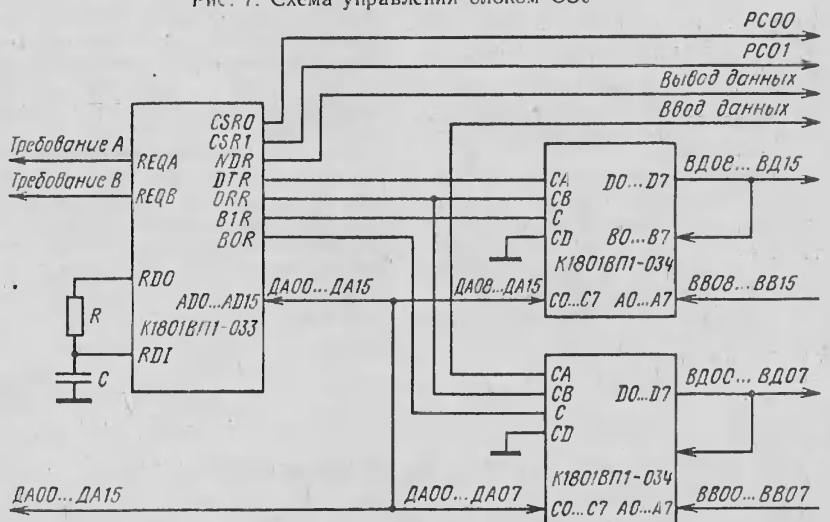 Рис. 7. Схема управления блоком
РС00
РС01
Вывод данных
Ввод данных
Требование А
Требование В
REQA
REQB
CSR0
CSR1
NDR
DTR
DRR
B1R
B0R
RDO
AD0...AD15
К1801ВП1-033
RDI
R
C
ДА00...ДА15
ДА08...ДА15
CA
CB
C
CD
D0...D7
B0...B7
К1801ВП1-034
C0...C7 A0...A7
ВД08...ВД15
ВВ08...ВВ15
CA
CB
C
CD
D0...D7
К1801ВП1-034
C0...C7 A0...A7
ВД00...ВД07
ВВ00...ВВ07
ДА00...ДА15
ДА00...ДА07